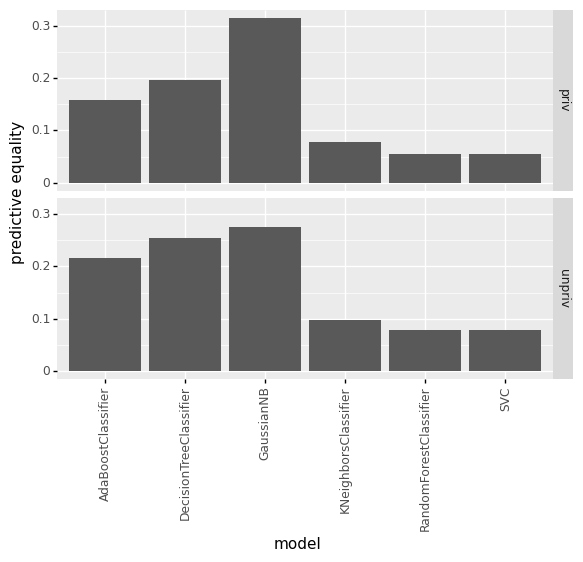 predictive equality
0.3
0.2
0.1
0
priv
0.3
0.2
0.1
0
unpriv
AdaBoostClassifier
DecisionTreeClassifier
GaussianNB
KNeighborsClassifier
RandomForestClassifier
SVC
model